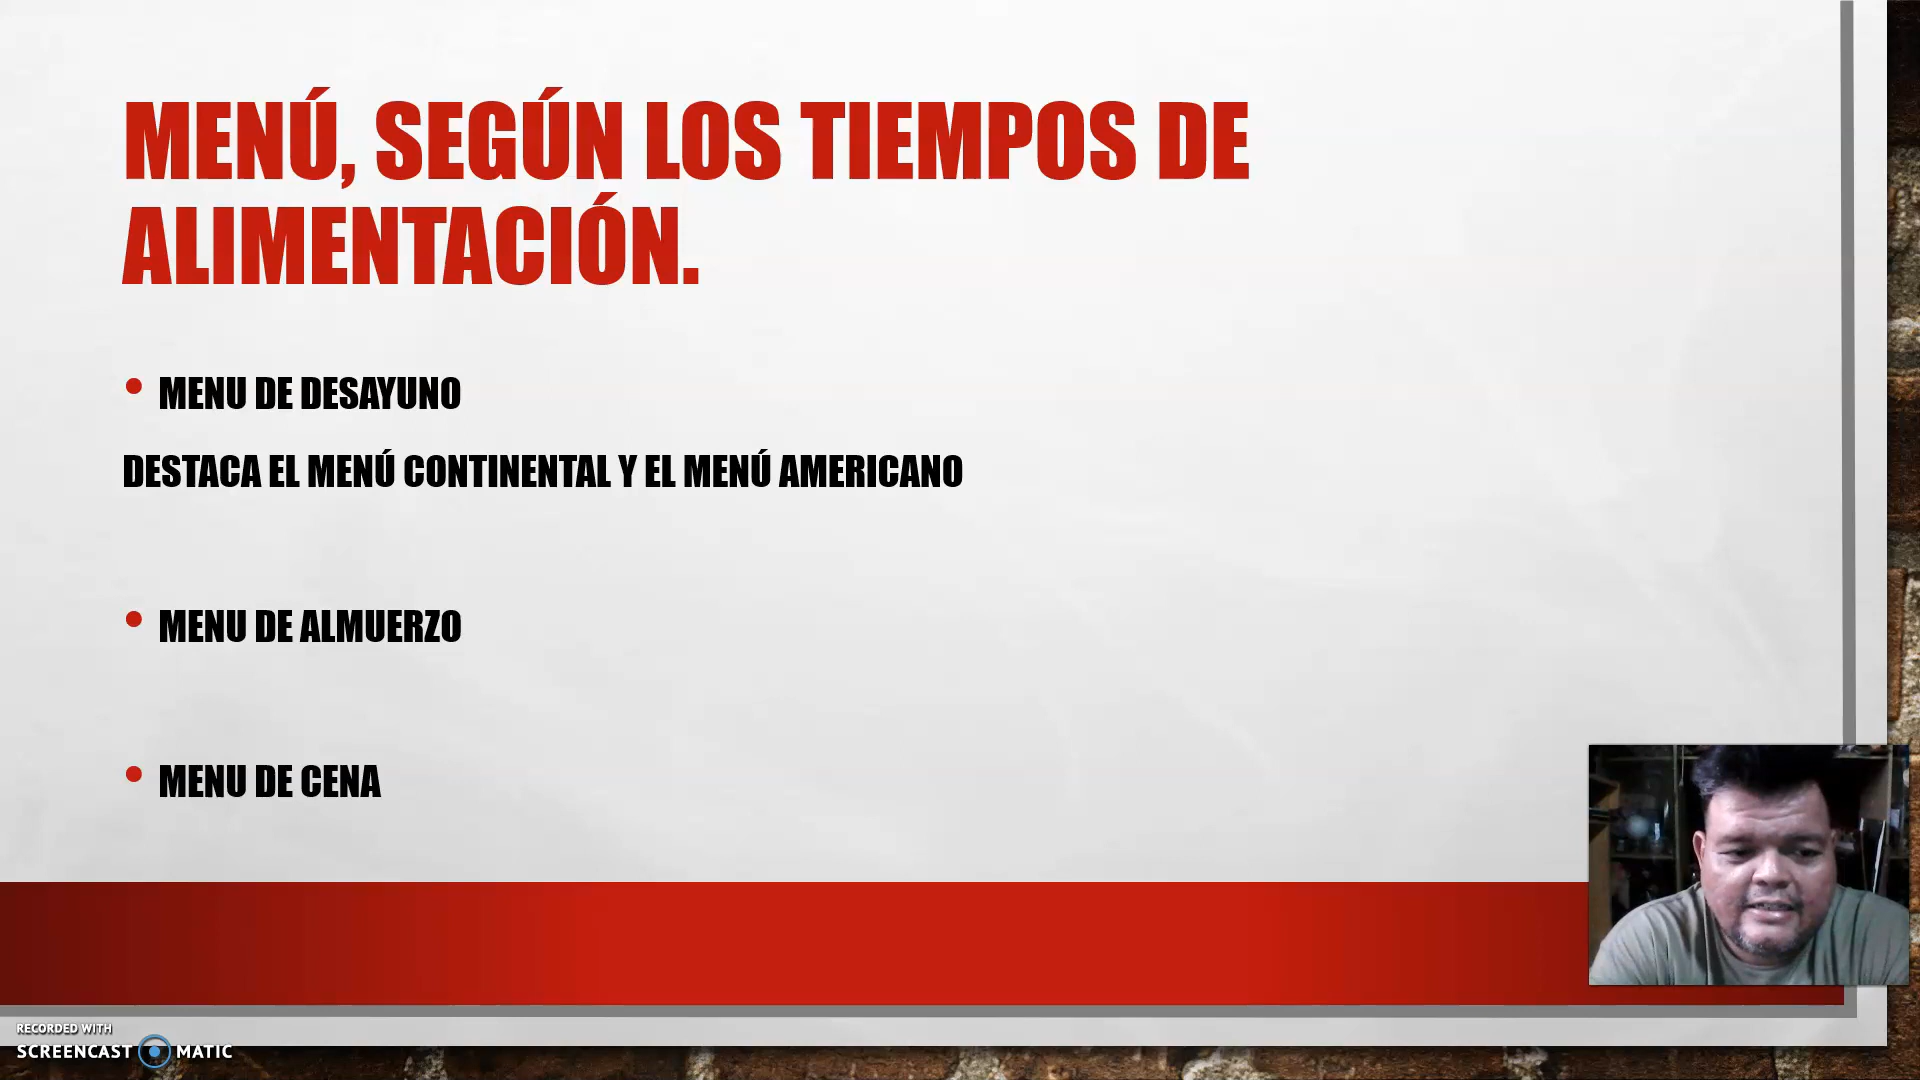 MENÚ, SEGÚN LOS TIEMPOS DE
ALIMENTACIÓN.
• MENU DE DESAYUNO
DESTACA EL MENÚ CONTINENTAL Y EL MENÚ AMERICANO
• MENU DE ALMUERZO
• MENU DE CENA
RECORDED WITH
SCREENCAST MATIC